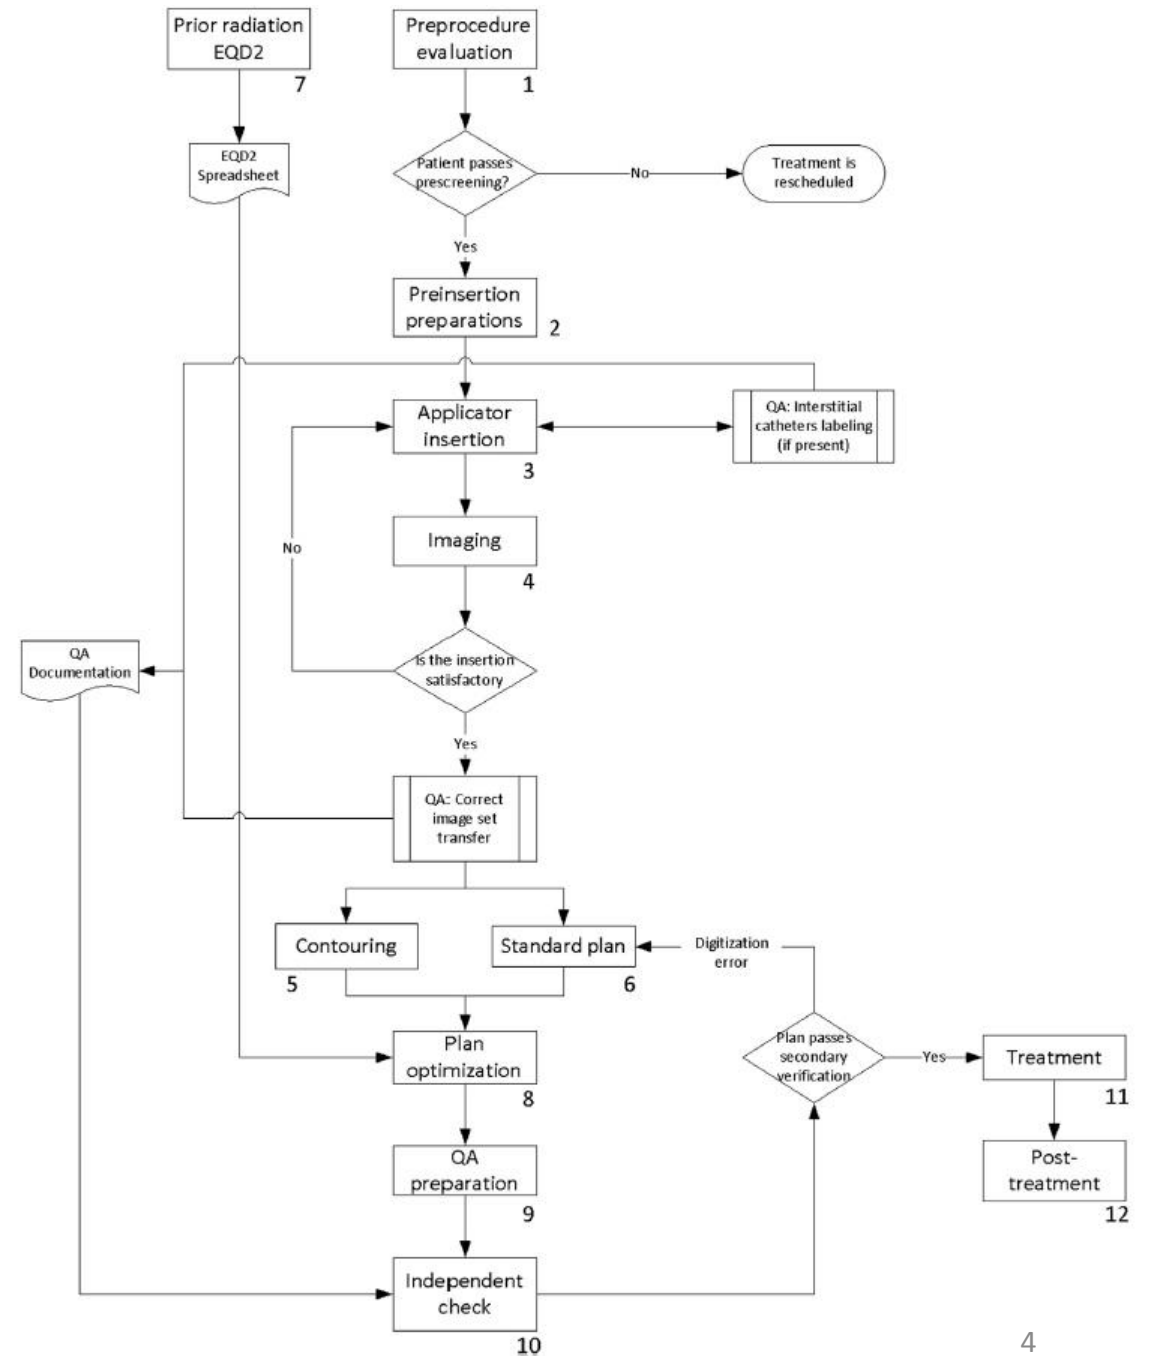 Prior radiation
EQD2
7
Preprocedure
evaluation
1
EQD2
Spreadsheet
Patient passes
prescreening?
No
Treatment is
rescheduled
Yes
Preinsertion
preparations
2
Applicator
insertion
3
QA: Interstitial
catheters labeling
(if present)
Imaging
4
No
Is the insertion
satisfactory
QA
Documentation
Yes
QA: Correct
image set
transfer
Contouring
5
Standard plan
6
Digitization
error
Plan
optimization
8
Plan passes
secondary
verification
Yes
Treatment
11
QA
preparation
9
Post-
treatment
12
Independent
check
10
4